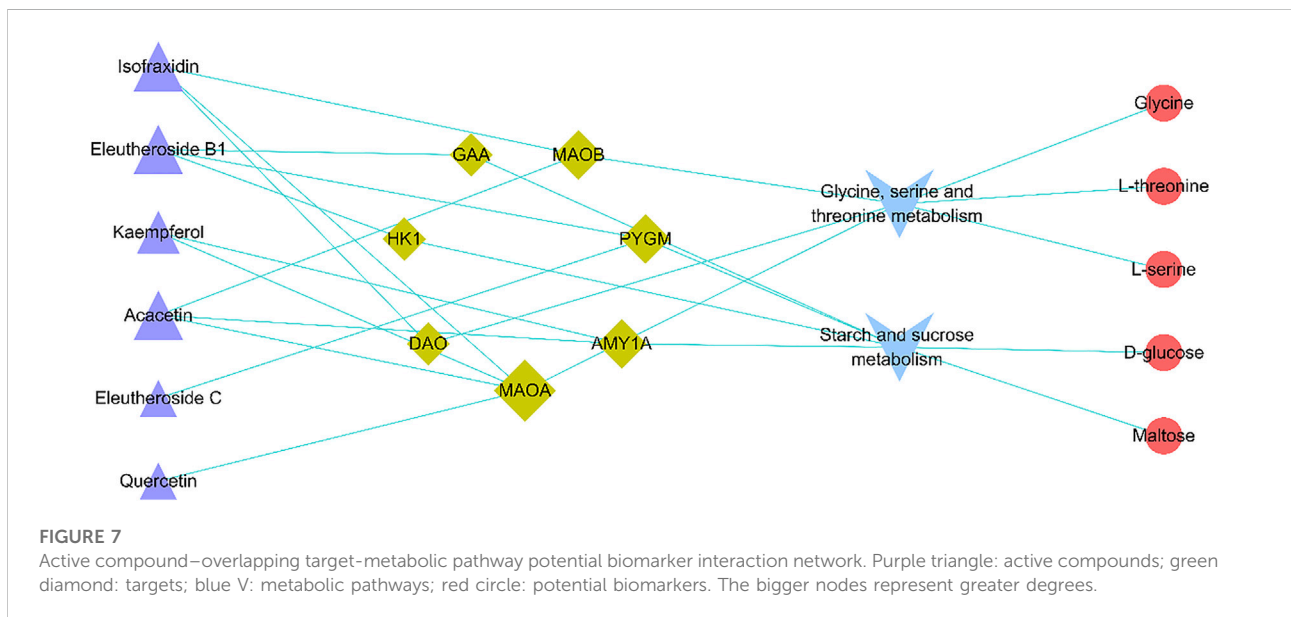 Isofraxidin
Eleutheroside B1
Kaempferol
Acacetin
Eleutheroside C
Quercetin
GAA
MAOB
HK1
PYGM
DAO
AMY1A
MAOA
Glycine, serine and
threonine metabolism
Starch and sucrose
metabolism
Glycine
L-threonine
L-serine
D-glucose
Maltose
FIGURE 7
Active compound–overlapping target-metabolic pathway potential biomarker interaction network. Purple triangle: active compounds; green
diamond: targets; blue V: metabolic pathways; red circle: potential biomarkers. The bigger nodes represent greater degrees.